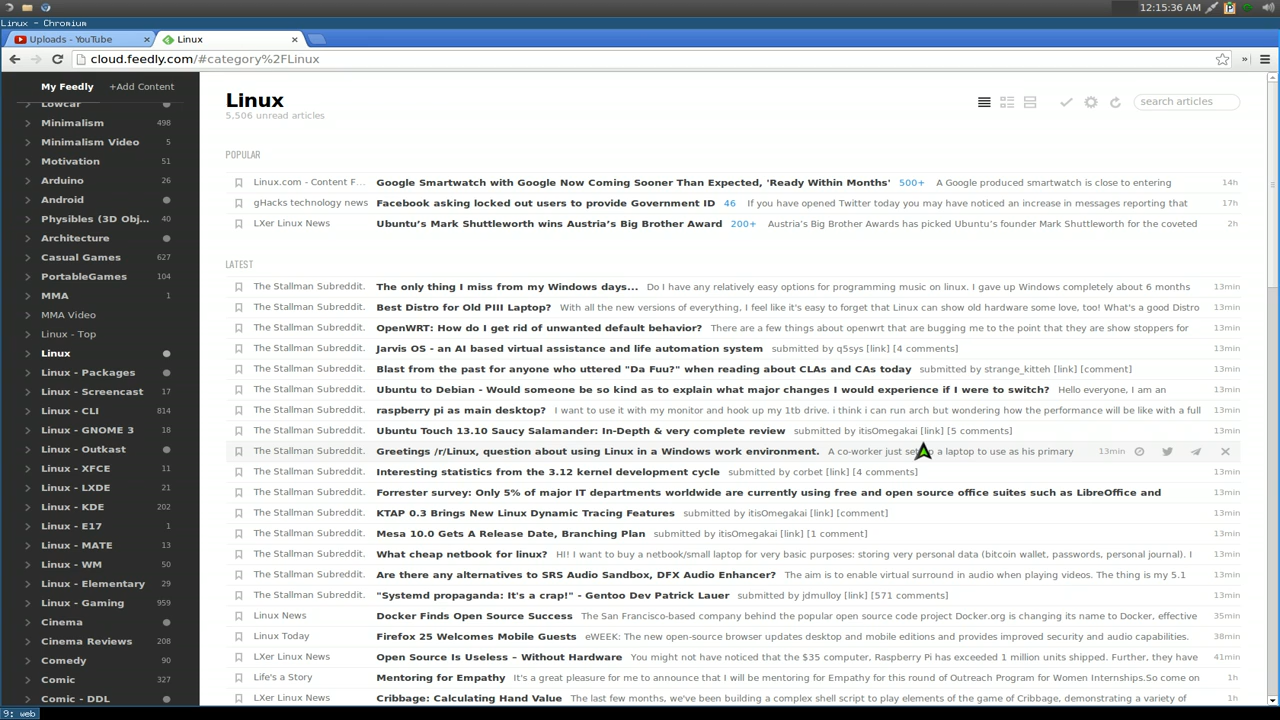 12:15:36 AM
Linux - Chromium
Uploads - YouTube
Linux
cloud.feedly.com/#category%2FLinux
My Feedly +Add Content
Lowcar
Minimalism 498
Minimalism Video 5
Motivation 51
Arduino 26
Android
Physibles (3D Obj... 40
Architecture
Casual Games 627
PortableGames 104
MMA 1
MMA Video
Linux - Top
Linux
Linux - Packages
Linux - Screencast 17
Linux - CLI 814
Linux - GNOME 3 18
Linux - Outkast
Linux - XFCE 11
Linux - LXDE 21
Linux - KDE 202
Linux - E17 1
Linux - MATE 13
Linux - WM 50
Linux - Elementary 29
Linux - Gaming 959
Cinema
Cinema Reviews 208
Comedy 90
Comic 327
Comic - DDL
Linux
5,506 unread articles
search articles
POPULAR
Linux.com - Content F... Google Smartwatch with Google Now Coming Sooner Than Expected, 'Ready Within Months' 500+ A Google produced smartwatch is close to entering 14h
gHacks technology news Facebook asking locked out users to provide Government ID 46 If you have opened Twitter today you may have noticed an increase in messages reporting that 17h
LXer Linux News Ubuntu's Mark Shuttleworth wins Austria's Big Brother Award 200+ Austria's Big Brother Awards has picked Ubuntu's founder Mark Shuttleworth for the coveted 2h
LATEST
The Stallman Subreddit. The only thing I miss from my Windows days... Do I have any relatively easy options for programming music on linux. I gave up Windows completely about 6 months 13min
The Stallman Subreddit. Best Distro for Old PIII Laptop? With all the new versions of everything, I feel like it's easy to forget that Linux can show old hardware some love, too! What's a good Distro 13min
The Stallman Subreddit. OpenWRT: How do I get rid of unwanted default behavior? There are a few things about openwrt that are bugging me to the point that they are show stoppers for 13min
The Stallman Subreddit. Jarvis OS - an AI based virtual assistance and life automation system submitted by q5sys [link] [4 comments] 13min
The Stallman Subreddit. Blast from the past for anyone who uttered "Da Fuu?" when reading about CLAs and CAs today submitted by strange_kitteh [link] [comment] 13min
The Stallman Subreddit. Ubuntu to Debian - Would someone be so kind as to explain what major changes I would experience if I were to switch? Hello everyone, I am an 13min
The Stallman Subreddit. raspberry pi as main desktop? I want to use it with my monitor and hook up my 1tb drive. i think i can run arch but wondering how the performance will be like with a full 13min
The Stallman Subreddit. Ubuntu Touch 13.10 Saucy Salamander: In-Depth & very complete review submitted by itisOmegakai [link] [5 comments] 13min
The Stallman Subreddit. Greetings /r/Linux, question about using Linux in a Windows work environment. A co-worker just set a laptop to use as his primary 13min
The Stallman Subreddit. Interesting statistics from the 3.12 kernel development cycle submitted by corbet [link] [4 comments] 13min
The Stallman Subreddit. Forrester survey: Only 5% of major IT departments worldwide are currently using free and open source office suites such as LibreOffice and 13min
The Stallman Subreddit. KTAP 0.3 Brings New Linux Dynamic Tracing Features submitted by itisOmegakai [link] [comment] 13min
The Stallman Subreddit. Mesa 10.0 Gets A Release Date, Branching Plan submitted by itisOmegakai [link] [1 comment] 13min
The Stallman Subreddit. What cheap netbook for linux? HI! I want to buy a netbook/small laptop for very basic purposes: storing very personal data (bitcoin wallet, passwords, personal journal). I 13min
The Stallman Subreddit. Are there any alternatives to SRS Audio Sandbox, DFX Audio Enhancer? The aim is to enable virtual surround in audio when playing videos. The thing is my 5.1 13min
The Stallman Subreddit. "Systemd propaganda: It's a crap!" - Gentoo Dev Patrick Lauer submitted by jdmulloy [link] [571 comments] 13min
Linux News Docker Finds Open Source Success The San Francisco-based company behind the popular open source code project Docker.org is changing its name to Docker, effective 35min
Linux Today Firefox 25 Welcomes Mobile Guests eWEEK: The new open-source browser updates desktop and mobile editions and provides improved security and audio capabilities. 38min
LXer Linux News Open Source Is Useless – Without Hardware You might not have noticed that the $35 computer, Raspberry Pi has exceeded 1 million units shipped. Further, they have 41min
Life's a Story Mentoring for Empathy It's a great pleasure for me to announce that I will be mentoring for Empathy for this round of Outreach Program for Women Internships.So come on 1h
LXer Linux News Cribbage: Calculating Hand Value The last few months, we've been building a complex shell script to play elements of the game of Cribbage, demonstrating a variety of 1h
9: web